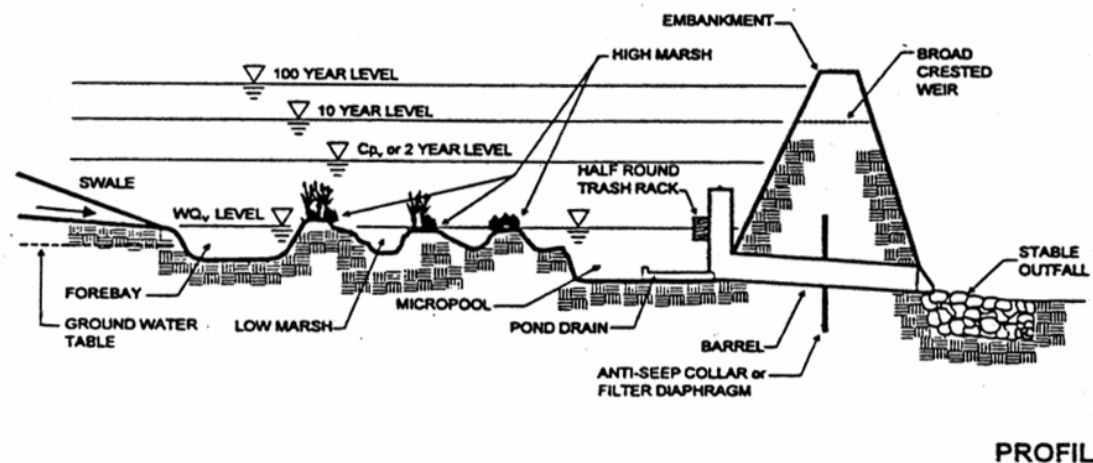 EMBANKMENT
HIGH MARSH
BROAD
CRESTED
WEIR
100 YEAR LEVEL
10 YEAR LEVEL
Cpv or 2 YEAR LEVEL
HALF ROUND
TRASH RACK
SWALE
WQv LEVEL
STABLE
OUTFALL
FOREBAY
MICROPOOL
GROUND WATER
TABLE
LOW MARSH
POND DRAIN
BARREL
ANTI-SEEP COLLAR or
FILTER DIAPHRAGM
PROFIL